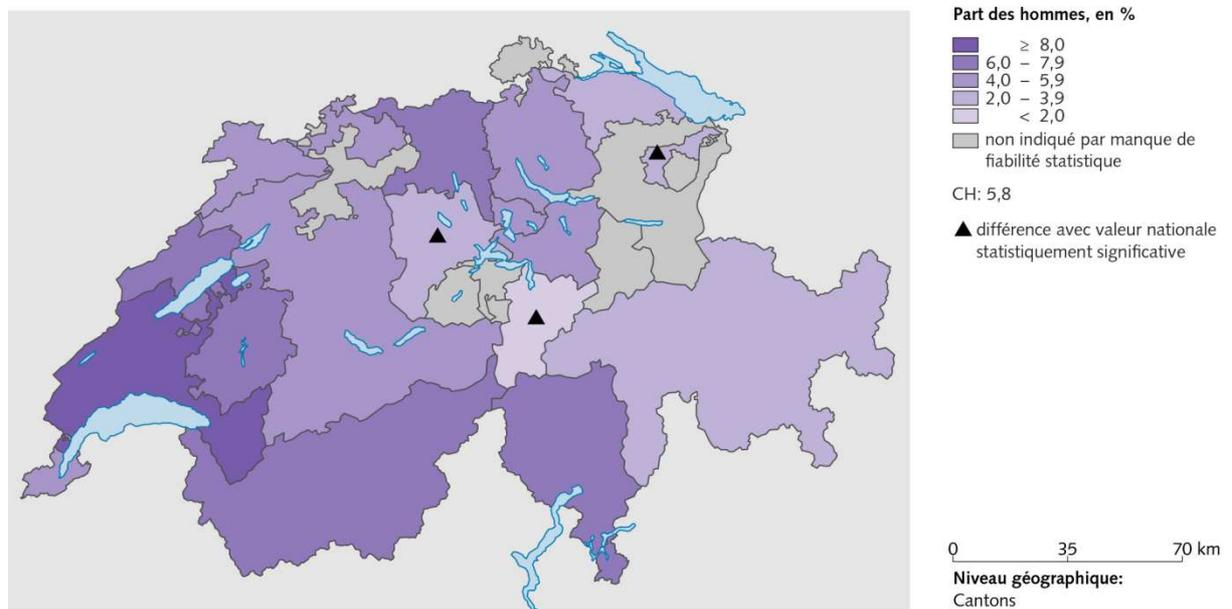 Part des hommes, en %
≥ 8,0
6,0 – 7,9
4,0 – 5,9
2,0 – 3,9
< 2,0
non indiqué par manque de
fiabilité statistique
CH: 5,8
▲ différence avec valeur nationale
statistiquement significative
0 35 70 km
Niveau géographique:
Cantons